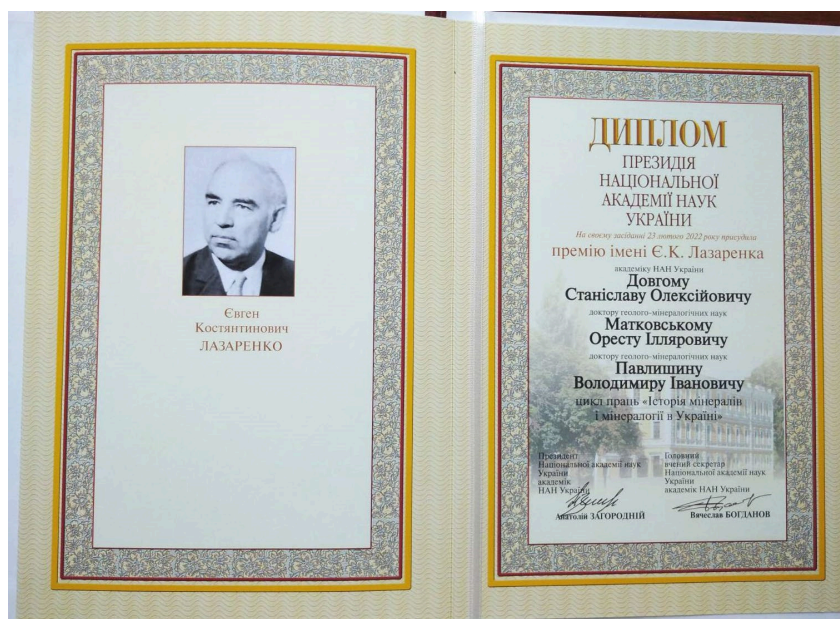 Євген
Костянтинович
ЛАЗАРЕНКО
ДИПЛОМ
ПРЕЗИДІЯ
НАЦІОНАЛЬНОЇ
АКАДЕМІЇ НАУК
УКРАЇНИ
На своєму засіданні 23 лютого 2022 року присудила
премію імені Є.К. Лазаренка
академіку НАН України
Довгому
Станіславу Олексійовичу
доктору геолого-мінералогічних наук
Матковському
Оресту Ілляровичу
доктору геолого-мінералогічних наук
Павлишину
Володимиру Івановичу
цикл праць «Історія мінералів
і мінералогії в Україні»
Президент
Національної академії наук
України
академік
НАН України
Анатолій ЗАГОРОДНІЙ
Головний
вчений секретар
Національної академії наук
України
академік НАН України
Вячеслав БОГДАНОВ